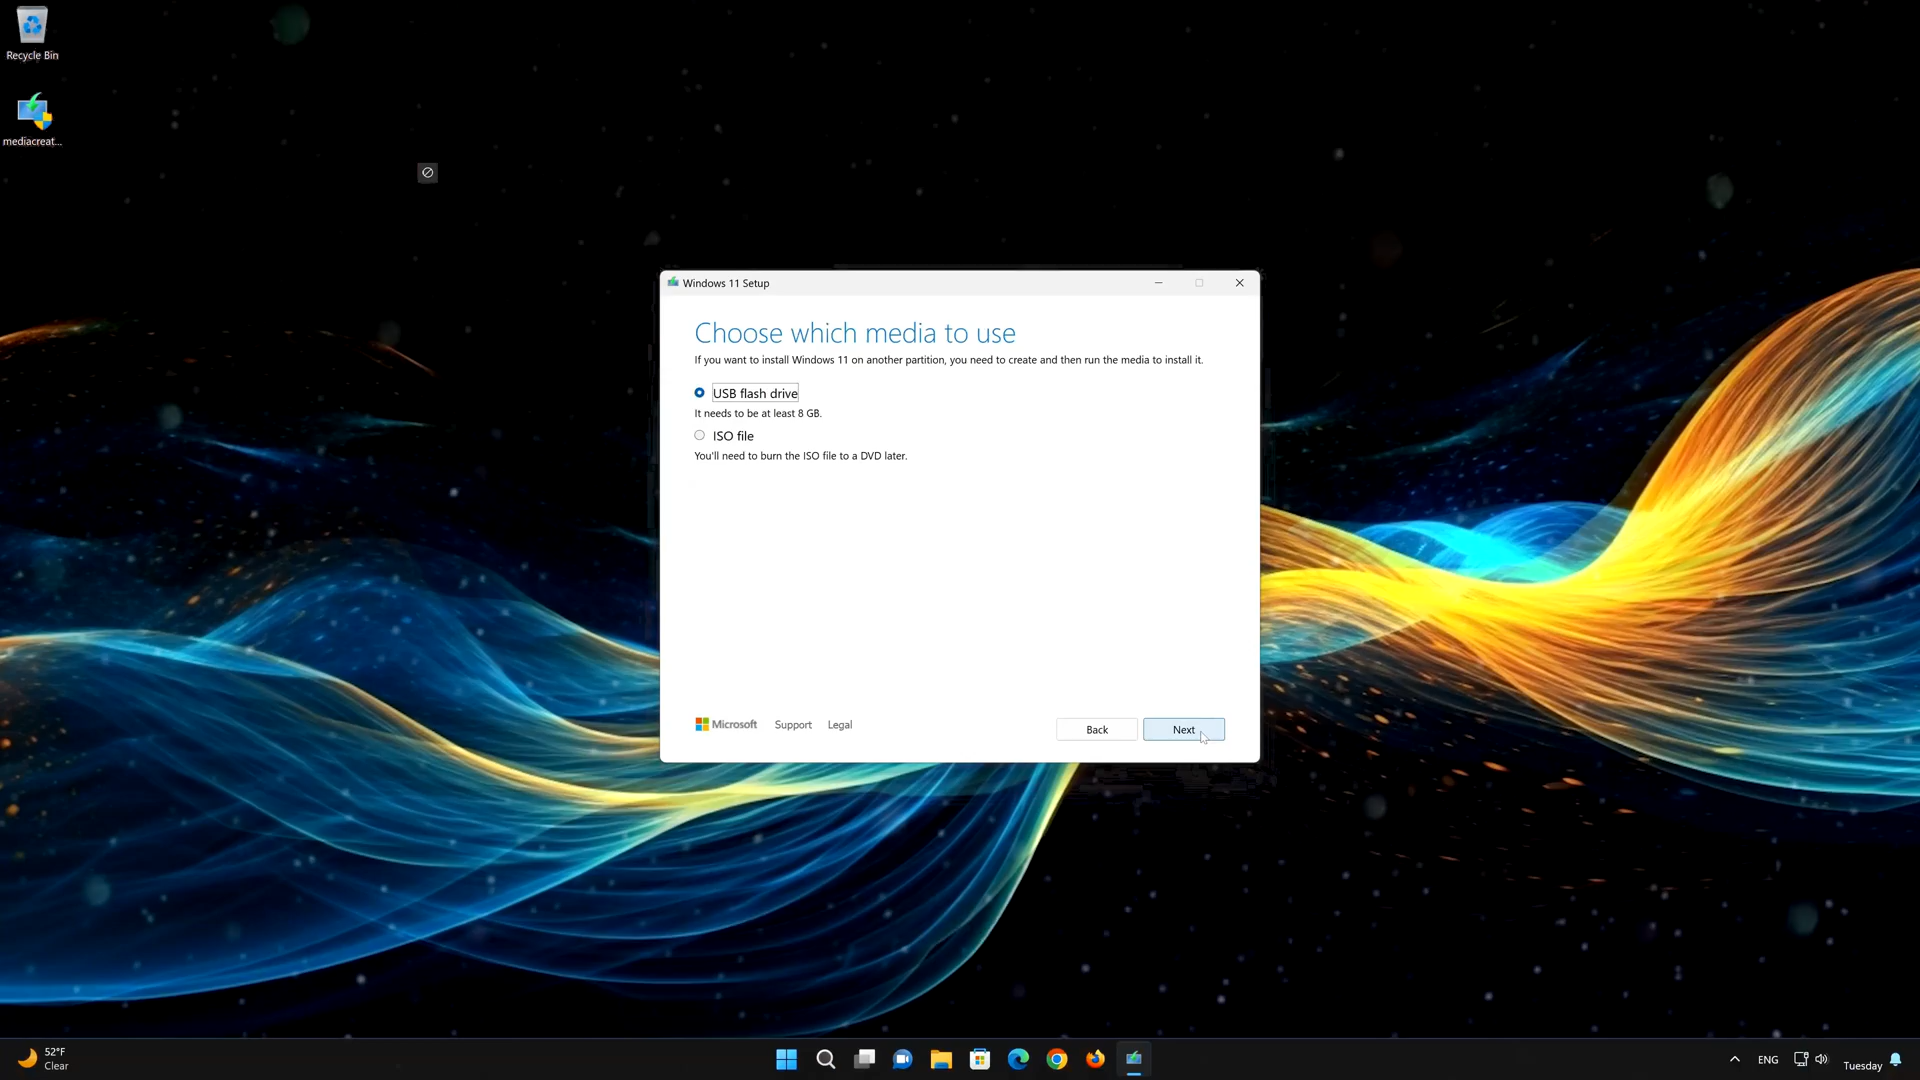 Recycle Bin
mediacreat...
Windows 11 Setup
Choose which media to use
If you want to install Windows 11 on another partition, you need to create and then run the media to install it.
USB flash drive
It needs to be at least 8 GB.
ISO file
You'll need to burn the ISO file to a DVD later.
Microsoft Support Legal
Back Next
52°F
Clear
ENG
Tuesday